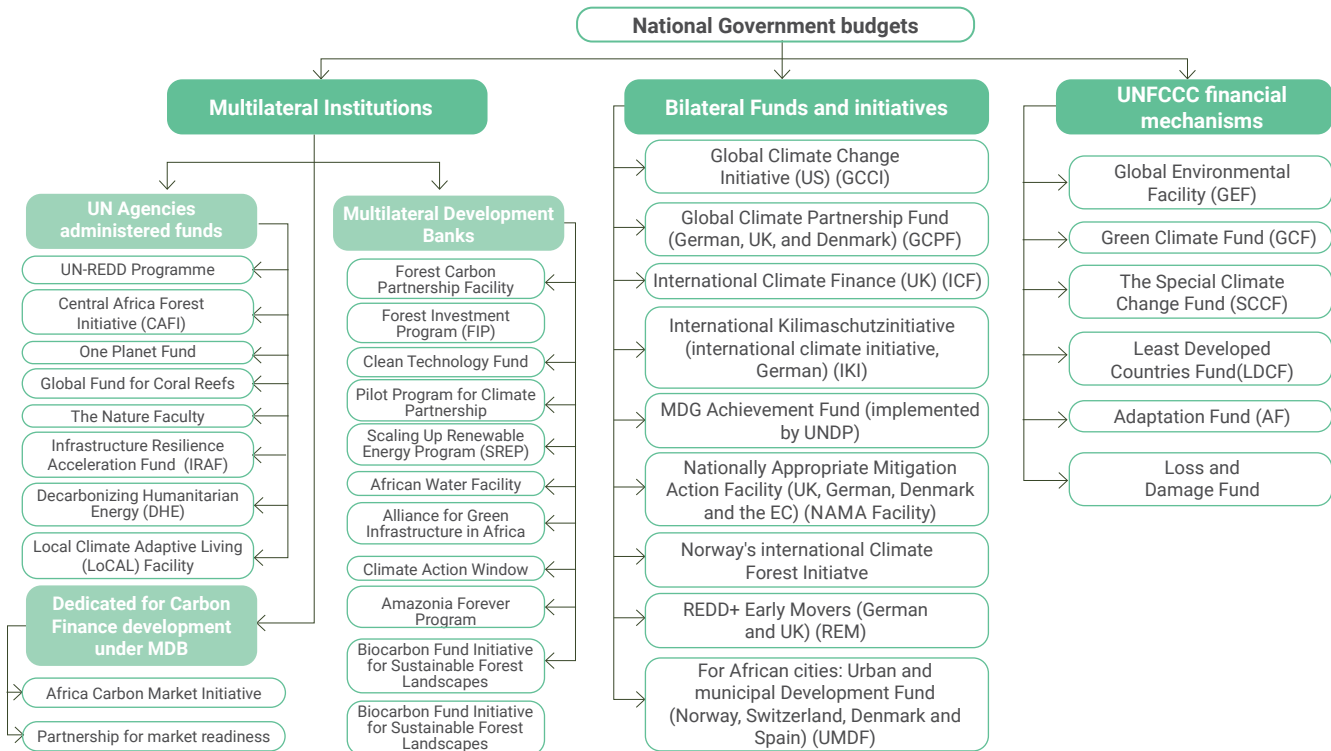 National Government budgets
Multilateral Institutions
UN Agencies
administered funds
UN-REDD Programme
Central Africa Forest
Initiative (CAFI)
One Planet Fund
Global Fund for Coral Reefs
The Nature Faculty
Infrastructure Resilience
Acceleration Fund (IRAF)
Decarbonizing Humanitarian
Energy (DHE)
Local Climate Adaptive Living
(LoCAL) Facility
Dedicated for Carbon
Finance development
under MDB
Africa Carbon Market Initiative
Partnership for market readiness
Multilateral Development
Banks
Forest Carbon
Partnership Facility
Forest Investment
Program (FIP)
Clean Technology Fund
Pilot Program for Climate
Partnership
Scaling Up Renewable
Energy Program (SREP)
African Water Facility
Alliance for Green
Infrastructure in Africa
Climate Action Window
Amazonia Forever
Program
Biocarbon Fund Initiative
for Sustainable Forest
Landscapes
Biocarbon Fund Initiative
for Sustainable Forest
Landscapes
Bilateral Funds and initiatives
Global Climate Change
Initiative (US) (GCCI)
Global Climate Partnership Fund
(German, UK, and Denmark) (GCPF)
International Climate Finance (UK) (ICF)
International Kilimaschutzinitiative
(international climate initiative,
German) (IKI)
MDG Achievement Fund (implemented
by UNDP)
Nationally Appropriate Mitigation
Action Facility (UK, German, Denmark
and the EC) (NAMA Facility)
Norway's international Climate
Forest Initiatve
REDD+ Early Movers (German
and UK) (REM)
For African cities: Urban and
municipal Development Fund
(Norway, Switzerland, Denmark and
Spain) (UMDF)
UNFCCC financial
mechanisms
Global Environmental
Facility (GEF)
Green Climate Fund (GCF)
The Special Climate
Change Fund (SCCF)
Least Developed
Countries Fund(LDCF)
Adaptation Fund (AF)
Loss and
Damage Fund